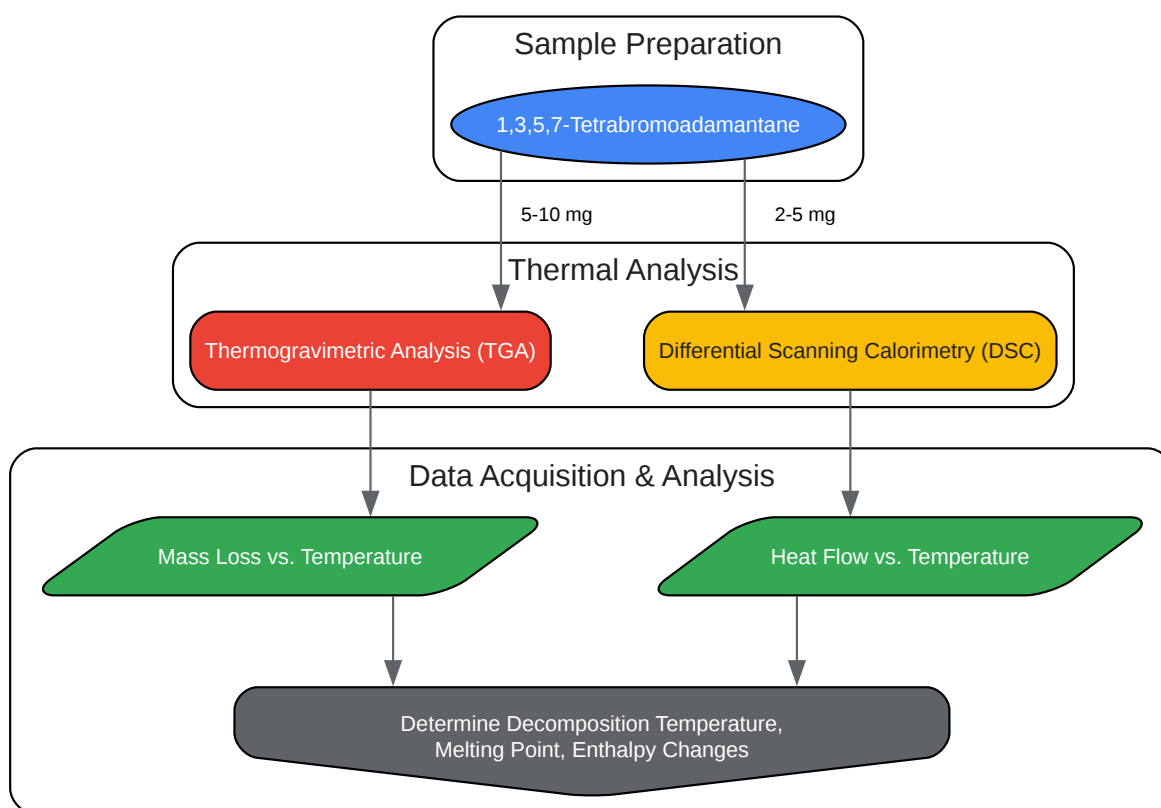 Sample Preparation
1,3,5,7-Tetrabromoadamantane
5-10 mg
2-5 mg
Thermal Analysis
Thermogravimetric Analysis (TGA)
Differential Scanning Calorimetry (DSC)
Data Acquisition & Analysis
Mass Loss vs. Temperature
Heat Flow vs. Temperature
Determine Decomposition Temperature,
Melting Point, Enthalpy Changes